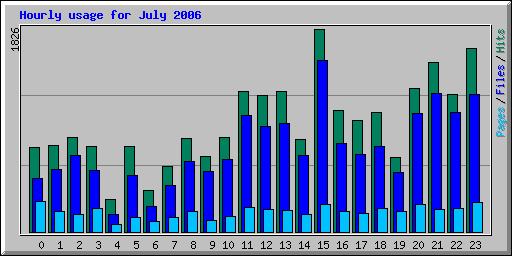 Hourly usage for July 2006
1826
Pages/Files/Hits
0 1 2 3 4 5 6 7 8 9 10 11 12 13 14 15 16 17 18 19 20 21 22 23